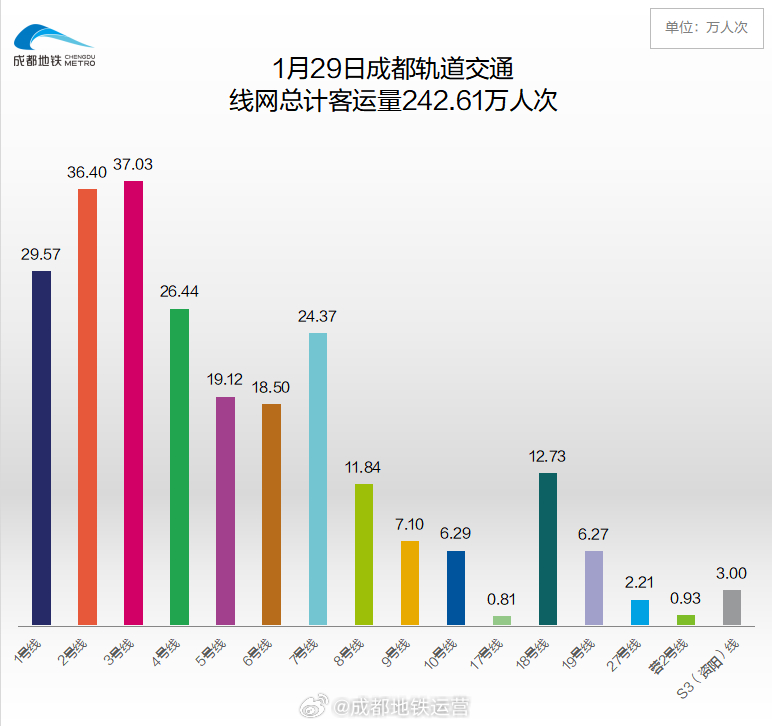 成都地铁 CHENGDU METRO
单位：万人次
1月29日成都轨道交通
线网总计客运量242.61万人次
29.57
36.40
37.03
26.44
19.12
18.50
24.37
11.84
7.10
6.29
0.81
12.73
6.27
2.21
0.93
3.00
1号线
2号线
3号线
4号线
5号线
6号线
7号线
8号线
9号线
10号线
17号线
18号线
19号线
27号线
蓉2号线
S3（资阳）线
@成都地铁运营